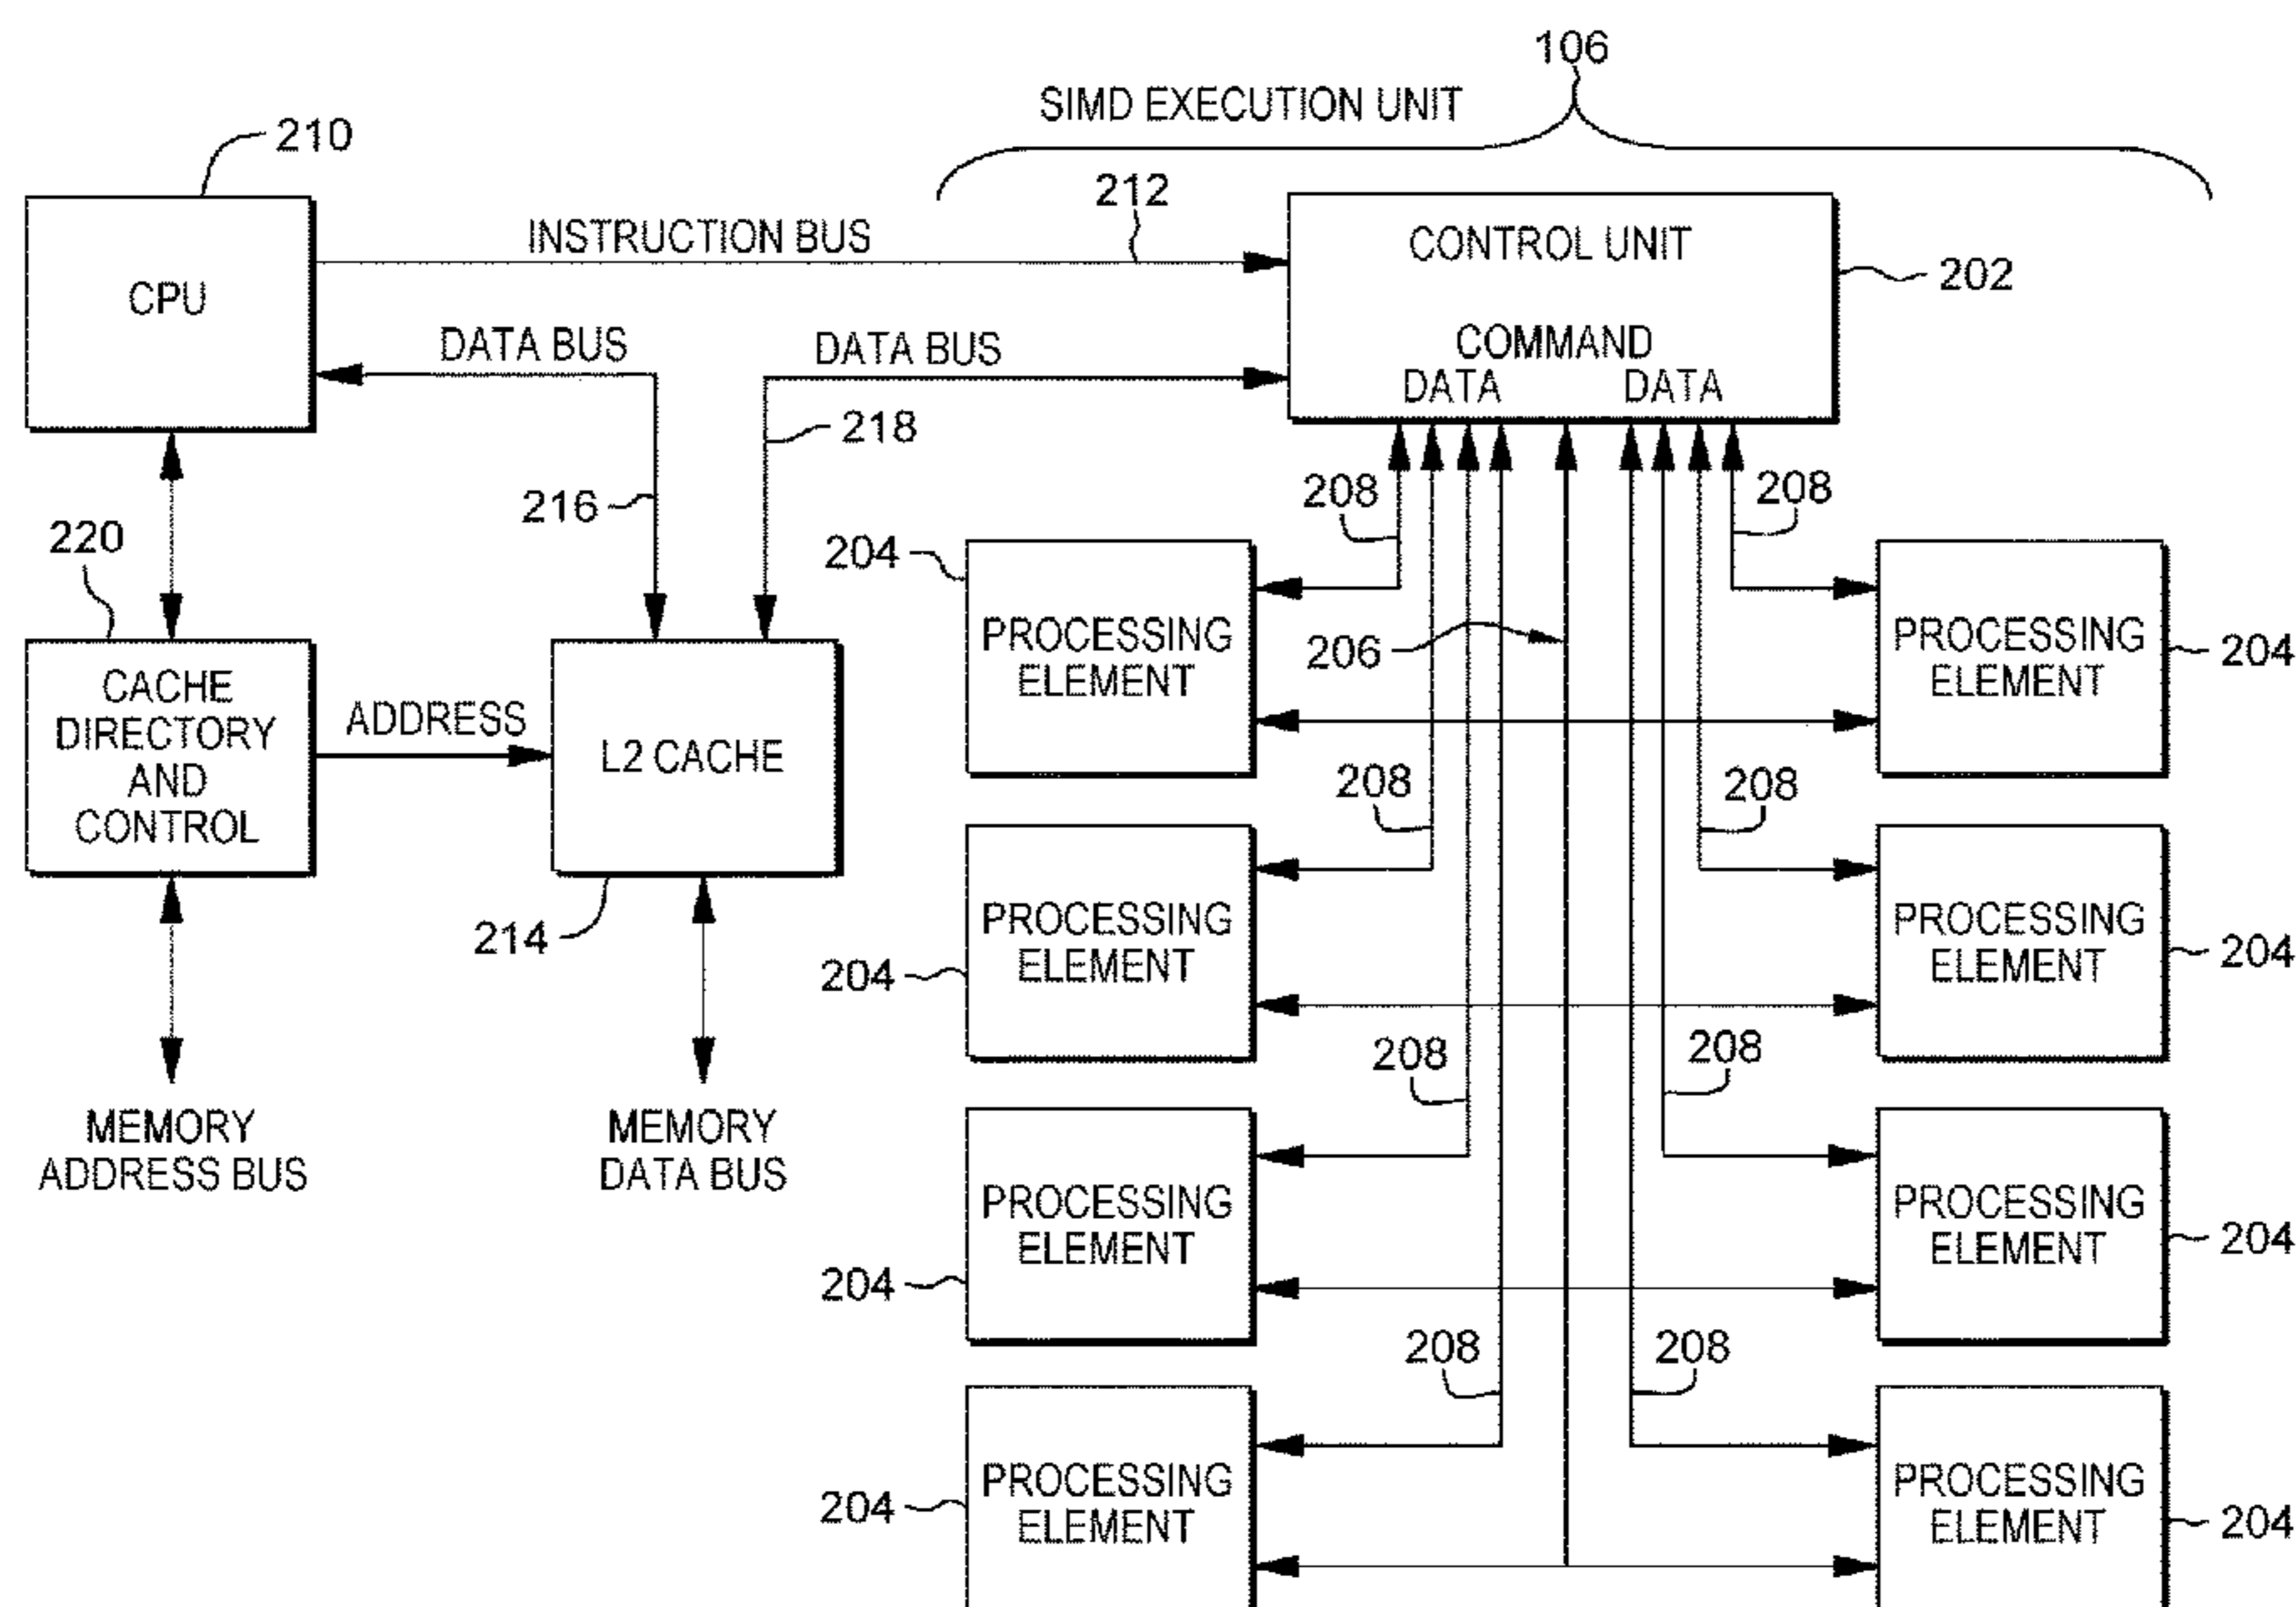 106
SIMD EXECUTION UNIT
210
212
INSTRUCTION BUS
CONTROL UNIT
202
CPU
DATA BUS
DATA BUS
COMMAND
DATA
DATA
218
216
208
208
220
204
PROCESSING
ELEMENT
206
PROCESSING
ELEMENT
204
CACHE
DIRECTORY
AND
CONTROL
ADDRESS
L2 CACHE
208
208
214
PROCESSING
ELEMENT
204
PROCESSING
ELEMENT
204
208
208
MEMORY
ADDRESS BUS
MEMORY
DATA BUS
PROCESSING
ELEMENT
204
PROCESSING
ELEMENT
204
208
208
PROCESSING
ELEMENT
204
PROCESSING
ELEMENT
204